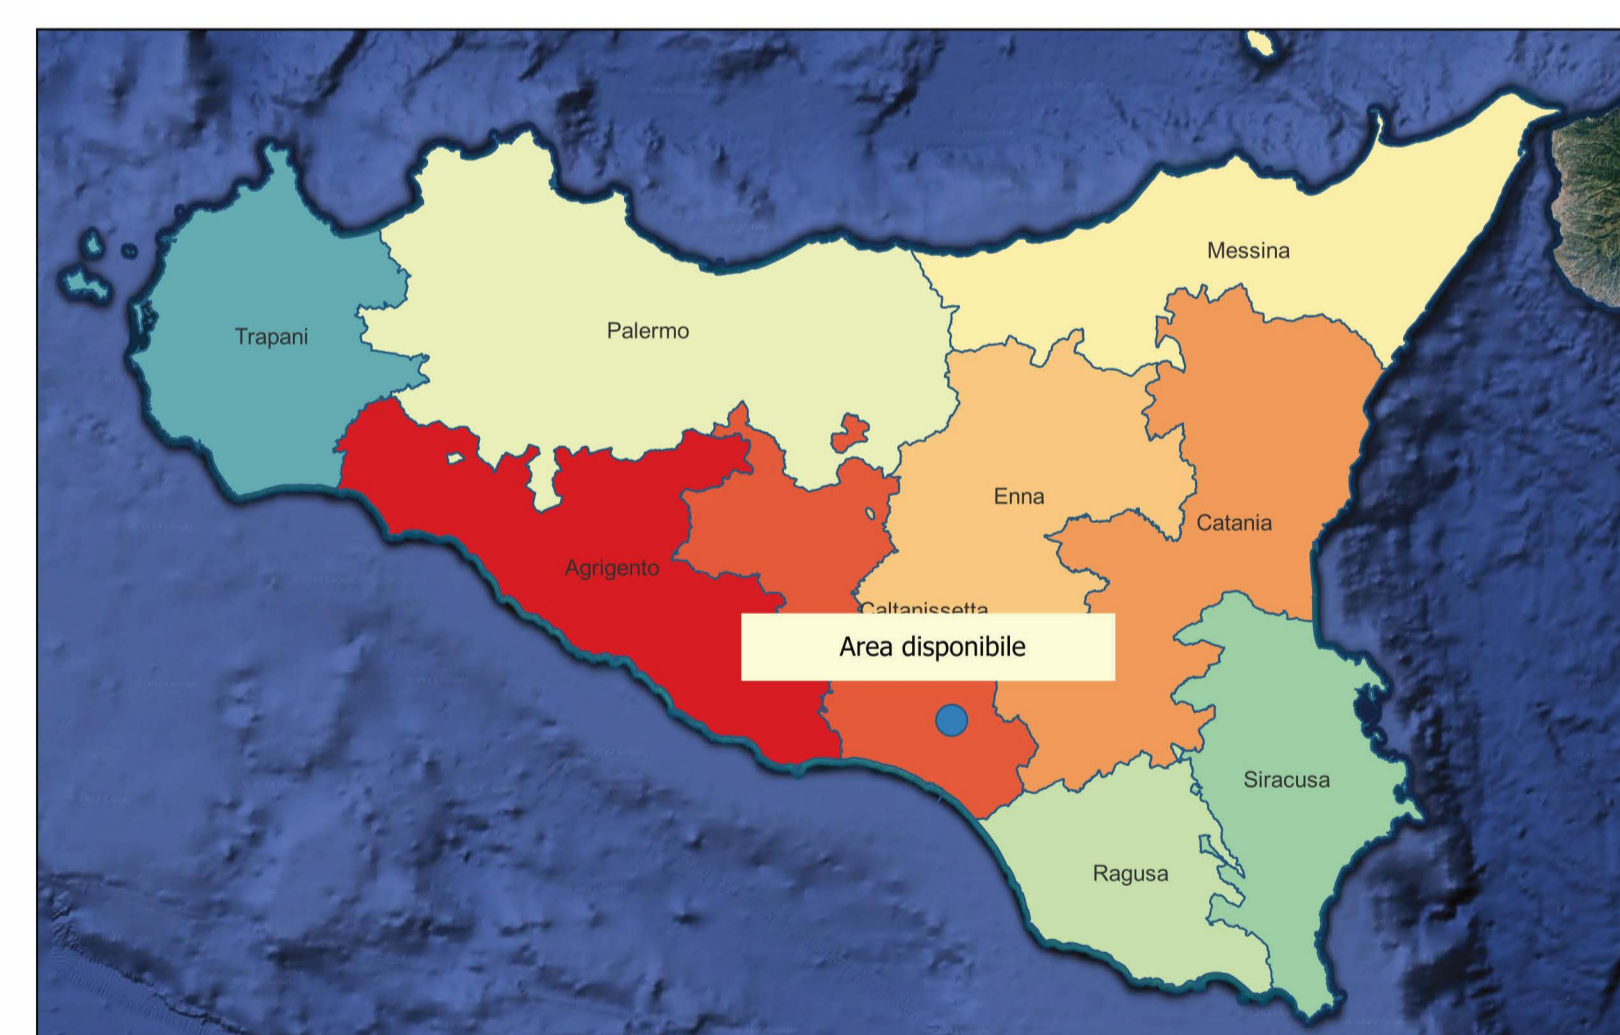 Messina
Trapani
Palermo
Enna
Catania
Agrigento
Caltanissetta
Area disponibile
Siracusa
Ragusa